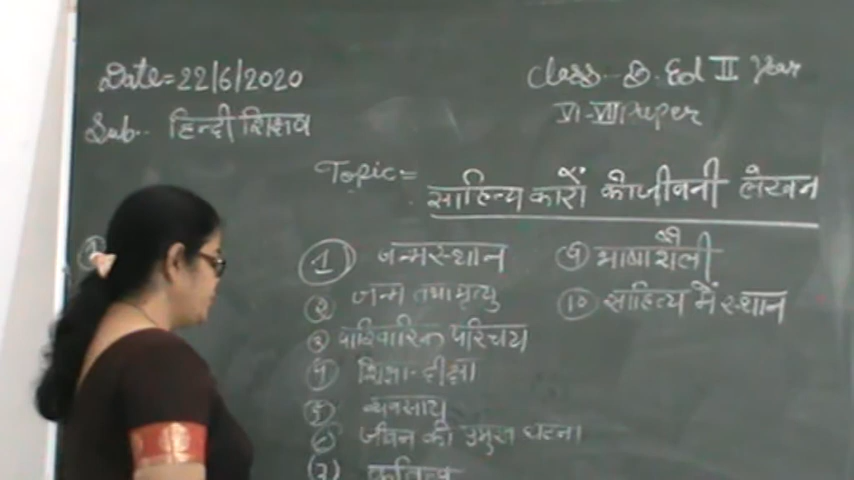 Date=22/6/2020
Class- B.Ed II Year
Sub.. हिन्दी शिक्षण
VI-VII Paper
Topic=
साहित्य कारों की जीवनी लेखन
① जन्मस्थान
② जन्म तथा मृत्यु
③ पारिवारिक परिचय
④ शिक्षा-दीक्षा
⑤ व्यवसाय
⑥ जीवन की प्रमुख घटना
⑦ कृतित्व
⑨ भाषा शैली
⑩ साहित्य में स्थान